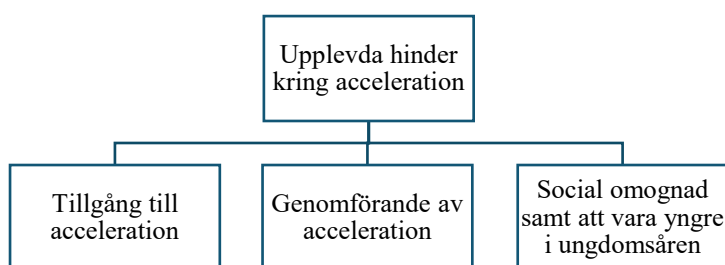 Upplevda hinder
kring acceleration
Tillgång till
acceleration
Genomförande av
acceleration
Social omognad
samt att vara yngre
i ungdomsåren